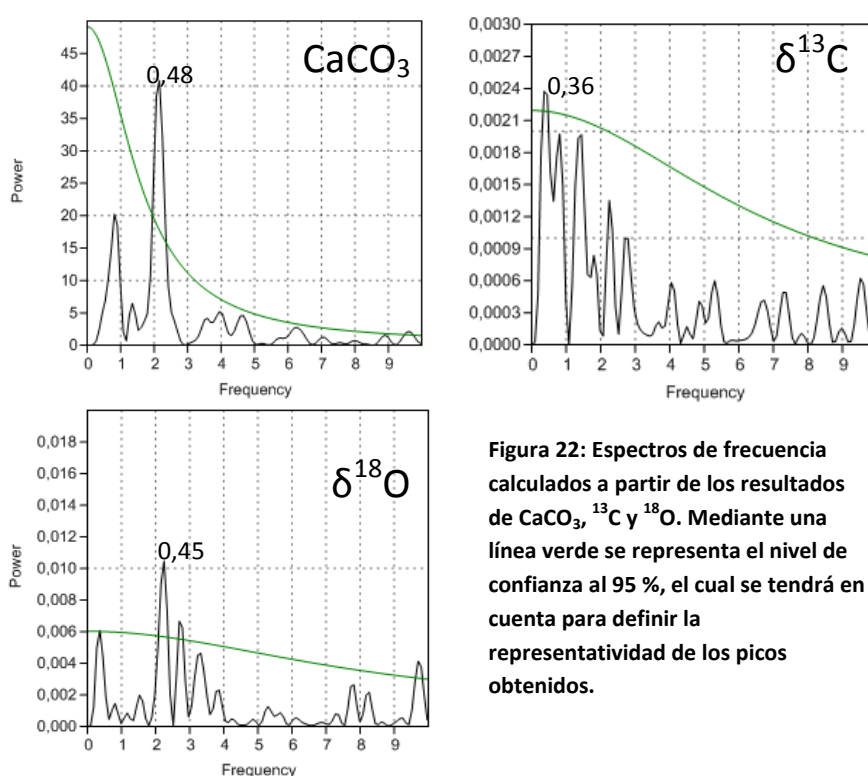 CaCO3
0,48
45
40
35
30
25
20
15
10
5
0
Power
0 1 2 3 4 5 6 7 8 9
Frequency
δ13C
0,36
0,0030
0,0027
0,0024
0,0021
0,0018
0,0015
0,0012
0,0009
0,0006
0,0003
0,0000
Power
0 1 2 3 4 5 6 7 8 9
Frequency
δ18O
0,45
0,018
0,016
0,014
0,012
0,010
0,008
0,006
0,004
0,002
0,000
Power
0 1 2 3 4 5 6 7 8 9
Frequency
Figura 22: Espectros de frecuencia
calculados a partir de los resultados
de CaCO3, 13C y 18O. Mediante una
línea verde se representa el nivel de
confianza al 95 %, el cual se tendrá en
cuenta para definir la
representatividad de los picos
obtenidos.